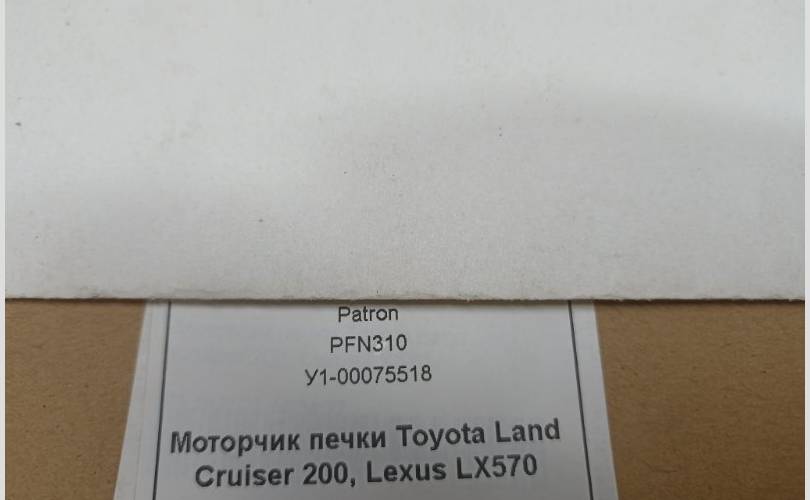 Patron
PFN310
У1-00075518
Моторчик печки Toyota Land
Cruiser 200, Lexus LX570